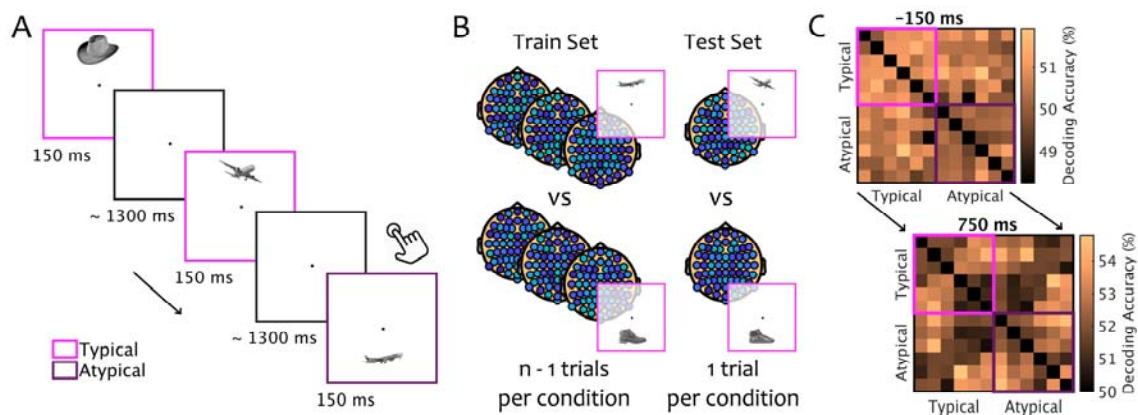 A
150 ms
~ 1300 ms
150 ms
~ 1300 ms
150 ms
Typical
Atypical
B
Train Set
Test Set
vs
vs
n - 1 trials
per condition
1 trial
per condition
C
-150 ms
Typical
Atypical
Typical
Atypical
51
50
49
Decoding Accuracy (%)
750 ms
Typical
Atypical
Typical
Atypical
54
53
52
51
50
Decoding Accuracy (%)